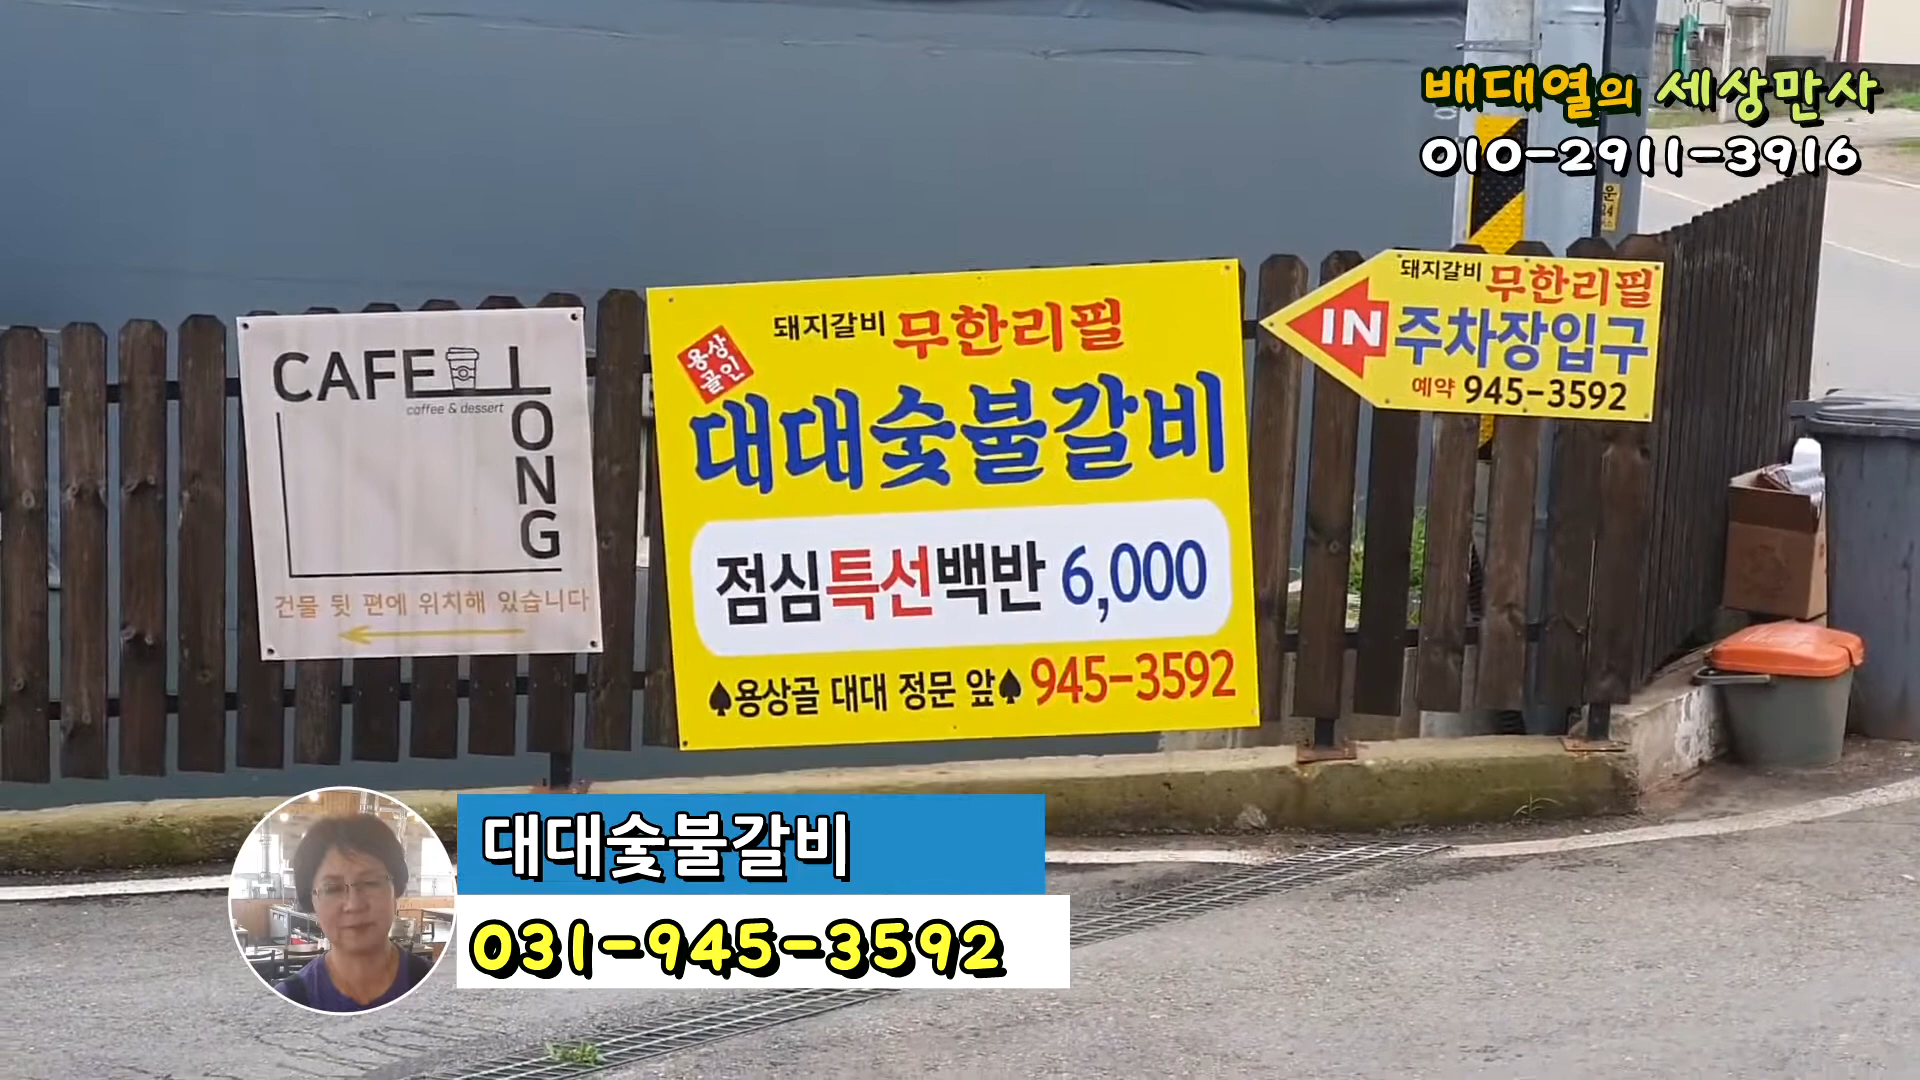 배대열의 세상만사
010-2911-3916
CAFE LONG
coffee & dessert
건물 뒷 편에 위치해 있습니다
용상
골인
돼지갈비 무한리필
대대숯불갈비
점심특선백반 6,000
♠용상골 대대 정문 앞♠ 945-3592
돼지갈비 무한리필
IN 주차장입구
예약 945-3592
대대숯불갈비
031-945-3592